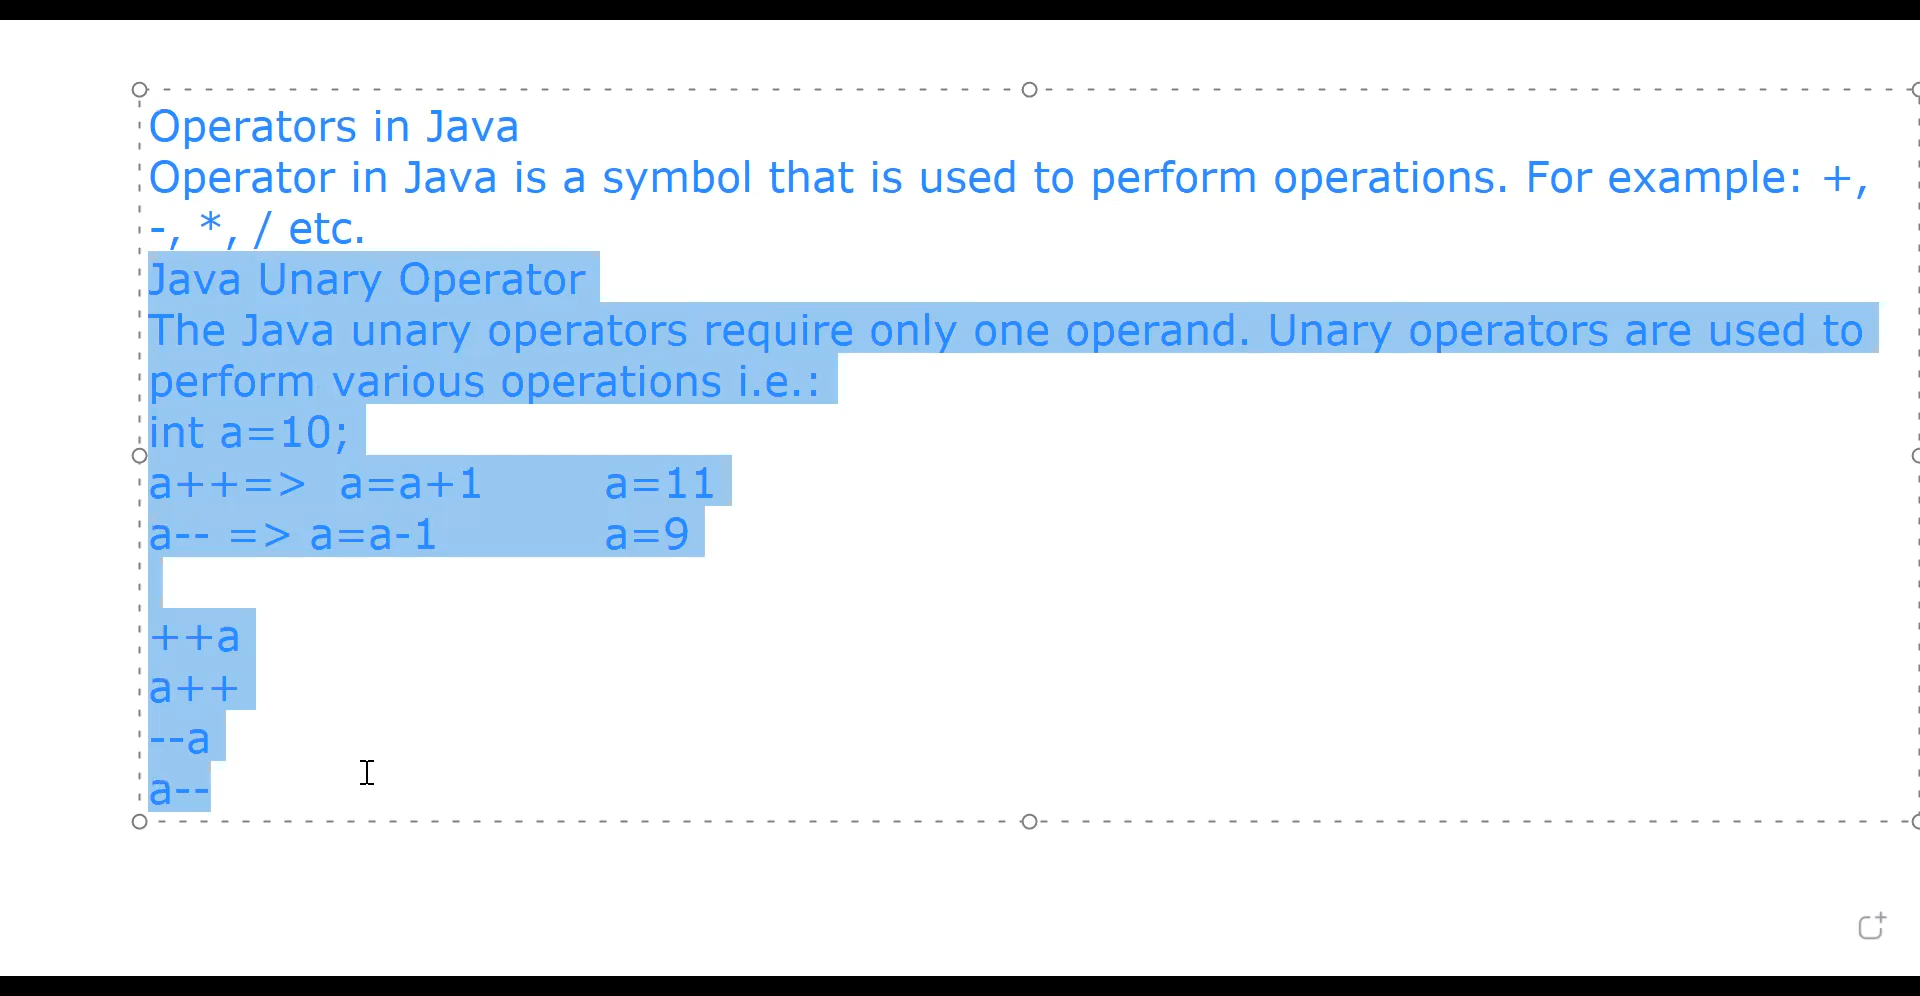 Operators in Java
Operator in Java is a symbol that is used to perform operations. For example: +,
-, *, / etc.
Java Unary Operator
The Java unary operators require only one operand. Unary operators are used to
perform various operations i.e.:
int a=10;
a++=>  a=a+1        a=11
a-- => a=a-1        a=9
++a
a++
--a
a--